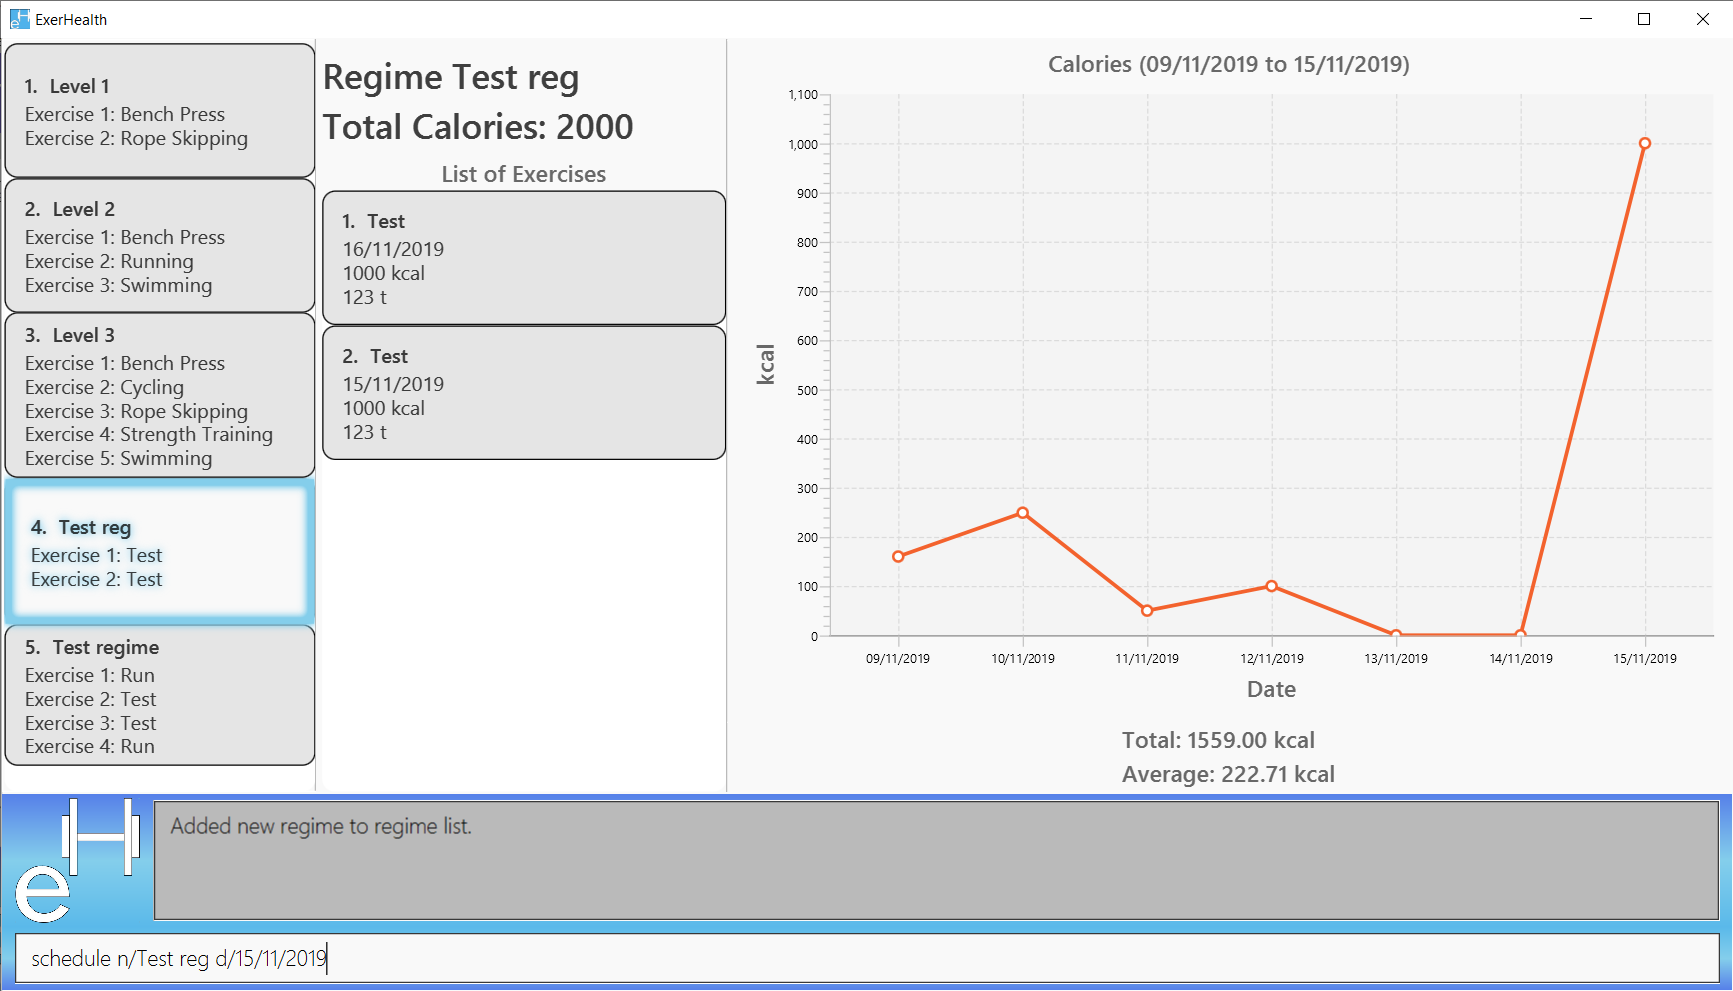 ExerHealth
1. Level 1
Exercise 1: Bench Press
Exercise 2: Rope Skipping
2. Level 2
Exercise 1: Bench Press
Exercise 2: Running
Exercise 3: Swimming
3. Level 3
Exercise 1: Bench Press
Exercise 2: Cycling
Exercise 3: Rope Skipping
Exercise 4: Strength Training
Exercise 5: Swimming
4. Test reg
Exercise 1: Test
Exercise 2: Test
5. Test regime
Exercise 1: Run
Exercise 2: Test
Exercise 3: Test
Exercise 4: Run
Regime Test reg
Total Calories: 2000
List of Exercises
1. Test
16/11/2019
1000 kcal
123 t
2. Test
15/11/2019
1000 kcal
123 t
Calories (09/11/2019 to 15/11/2019)
1,100
1,000
900
800
700
600
500
400
300
200
100
0
kcal
09/11/2019 10/11/2019 11/11/2019 12/11/2019 13/11/2019 14/11/2019 15/11/2019
Date
Total: 1559.00 kcal
Average: 222.71 kcal
eH
Added new regime to regime list.
schedule n/Test reg d/15/11/2019